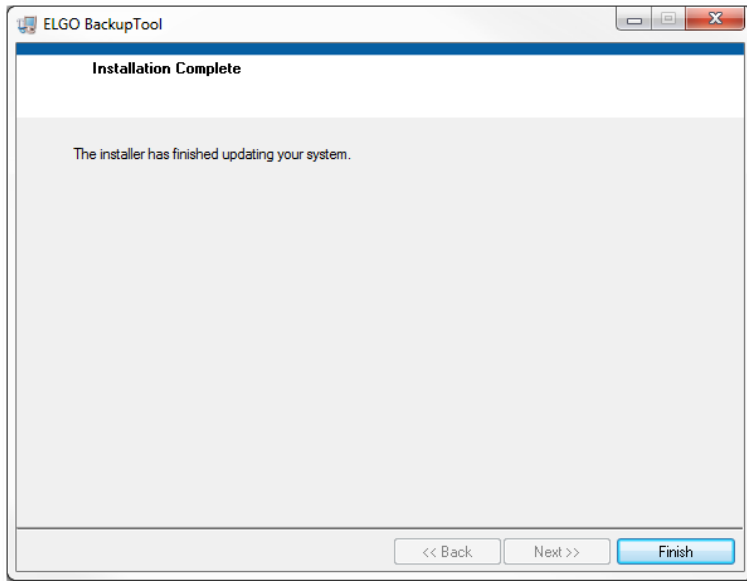 ELGO BackupTool
Installation Complete
The installer has finished updating your system.
<< Back
Next >>
Finish